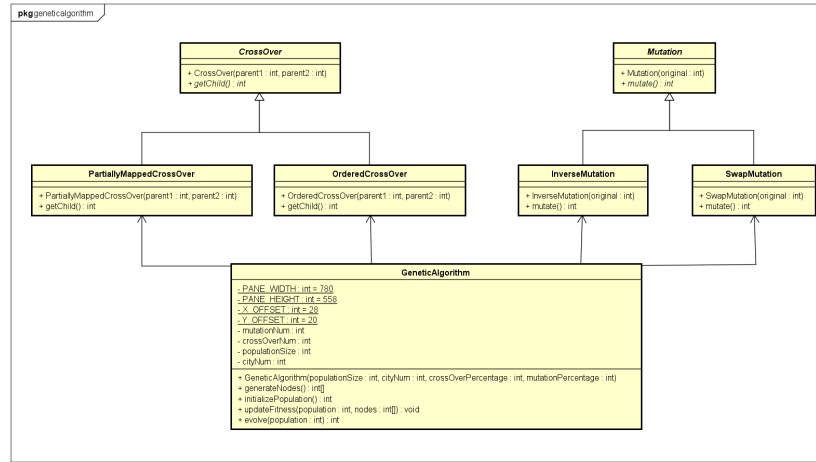 pkg geneticalgorithm
CrossOver
+ CrossOver(parent1 : int, parent2 : int)
+ getChild() : int
Mutation
+ Mutation(original : int)
+ mutate() : int
PartiallyMappedCrossOver
+ PartiallyMappedCrossOver(parent1 : int, parent2 : int)
+ getChild() : int
OrderedCrossOver
+ OrderedCrossOver(parent1 : int, parent2 : int)
+ getChild() : int
InverseMutation
+ InverseMutation(original : int)
+ mutate() : int
SwapMutation
+ SwapMutation(original : int)
+ mutate() : int
GeneticAlgorithm
- PANE_WIDTH : int = 780
- PANE_HEIGHT : int = 558
- X_OFFSET : int = 28
- Y_OFFSET : int = 20
- mutationNum : int
- crossOverNum : int
- populationSize : int
- cityNum : int
+ GeneticAlgorithm(populationSize : int, cityNum : int, crossOverPercentage : int, mutationPercentage : int)
+ generateNodes() : int[]
+ initializePopulation() : int
+ updateFitness(population : int, nodes : int[]) : void
+ evolve(population : int) : int